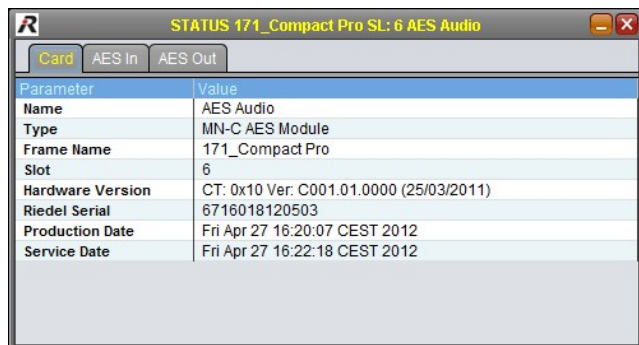 R STATUS 171_Compact Pro SL: 6 AES Audio
Card AES In AES Out
Parameter Value
Name AES Audio
Type MN-C AES Module
Frame Name 171_Compact Pro
Slot 6
Hardware Version CT: 0x10 Ver: C001.01.0000 (25/03/2011)
Riedel Serial 6716018120503
Production Date Fri Apr 27 16:20:07 CEST 2012
Service Date Fri Apr 27 16:22:18 CEST 2012